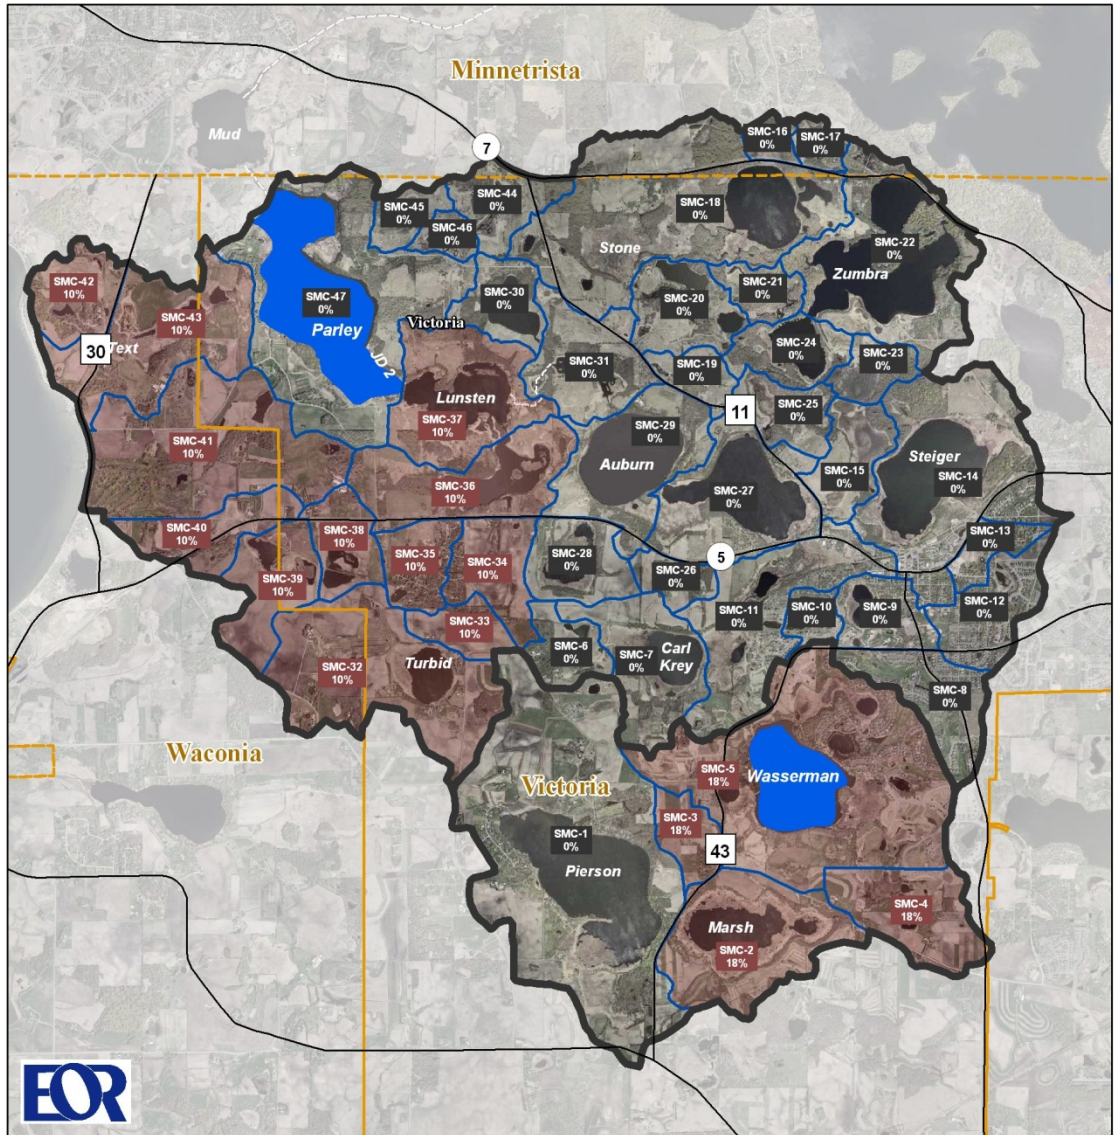 Minnetrista
Mud
7
SMC-16
0%
SMC-17
0%
SMC-44
0%
SMC-45
0%
SMC-46
0%
SMC-18
0%
Stone
SMC-22
0%
Zumbra
SMC-42
10%
SMC-43
10%
30
Text
SMC-47
0%
Parley
JD 2
Victoria
SMC-30
0%
SMC-20
0%
SMC-21
0%
SMC-24
0%
SMC-23
0%
SMC-19
0%
SMC-31
0%
Lunsten
SMC-37
10%
11
SMC-25
0%
SMC-29
0%
Auburn
SMC-41
10%
SMC-36
10%
SMC-27
0%
SMC-15
0%
Steiger
SMC-14
0%
SMC-40
10%
SMC-38
10%
SMC-35
10%
SMC-34
10%
SMC-28
0%
5
SMC-26
0%
SMC-13
0%
SMC-39
10%
SMC-33
10%
SMC-11
0%
SMC-10
0%
SMC-9
0%
SMC-12
0%
SMC-32
10%
Turbid
SMC-6
0%
SMC-7
0%
Carl
Krey
SMC-8
0%
Waconia
Victoria
SMC-5
18%
Wasserman
SMC-3
18%
43
SMC-1
0%
Pierson
Marsh
SMC-2
18%
SMC-4
18%
EOR